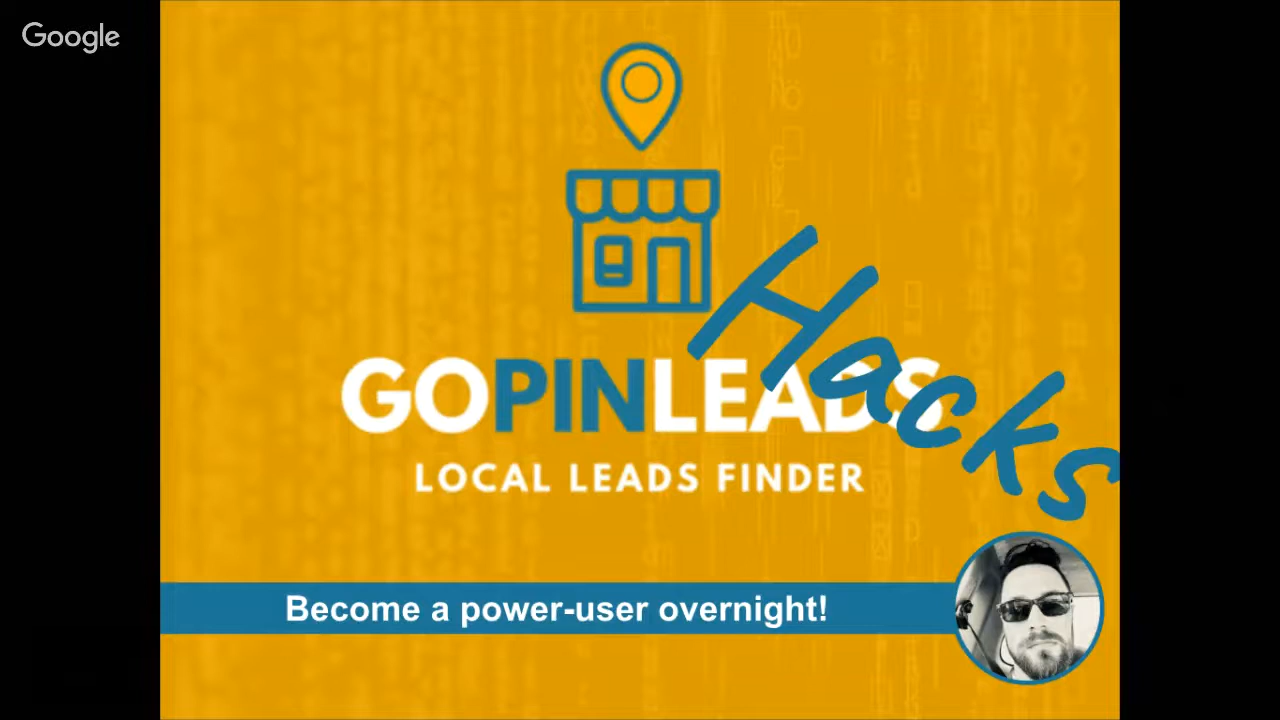 Google
Hacks
GOPINLEADS
LOCAL LEADS FINDER
Become a power-user overnight!